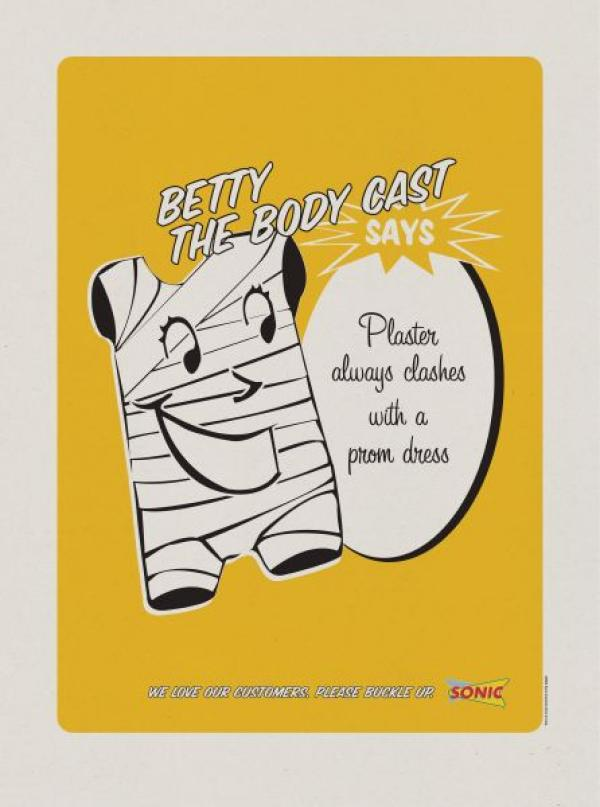 BETTY
THE BODY CAST
SAYS
Plaster
always clashes
with a
prom dress
WE LOVE OUR CUSTOMERS. PLEASE BUCKLE UP.
SONIC